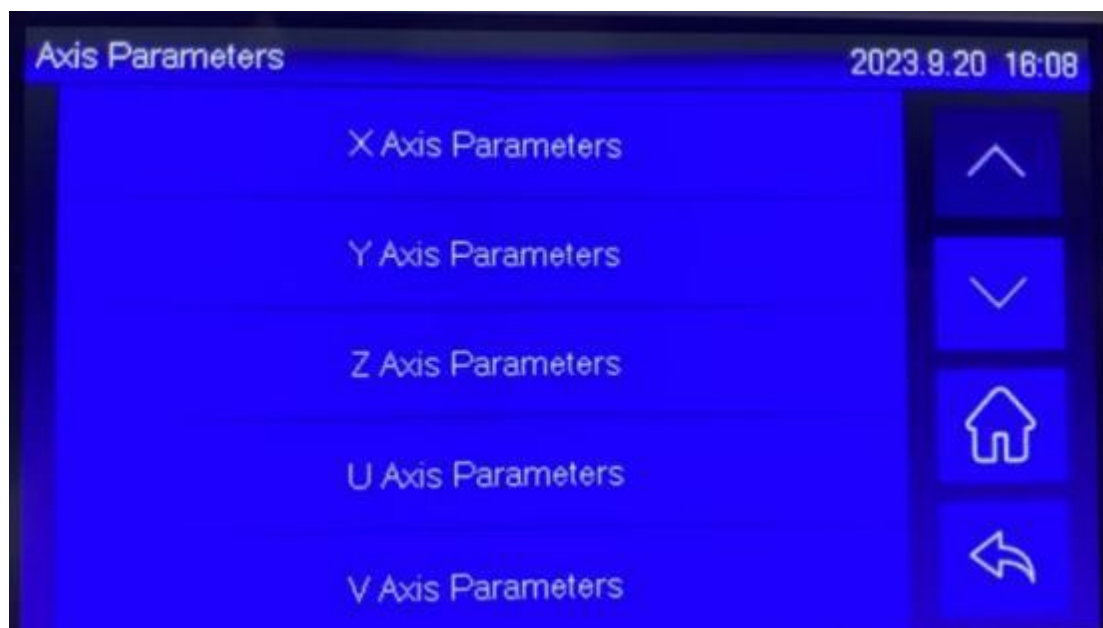 Axis Parameters 2023.9.20 16:08
X Axis Parameters
Y Axis Parameters
Z Axis Parameters
U Axis Parameters
V Axis Parameters